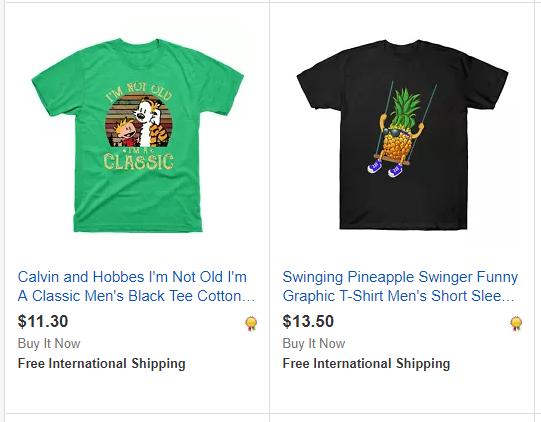 I'M NOT OLD
I'M A
CLASSIC
Calvin and Hobbes I'm Not Old I'm
A Classic Men's Black Tee Cotton...
$11.30
Buy It Now
Free International Shipping
Swinging Pineapple Swinger Funny
Graphic T-Shirt Men's Short Slee...
$13.50
Buy It Now
Free International Shipping